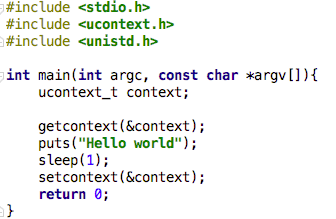 #include <stdio.h>
#include <ucontext.h>
#include <unistd.h>
int main(int argc, const char *argv[]){
    ucontext_t context;
    getcontext(&context);
    puts("Hello world");
    sleep(1);
    setcontext(&context);
    return 0;
}